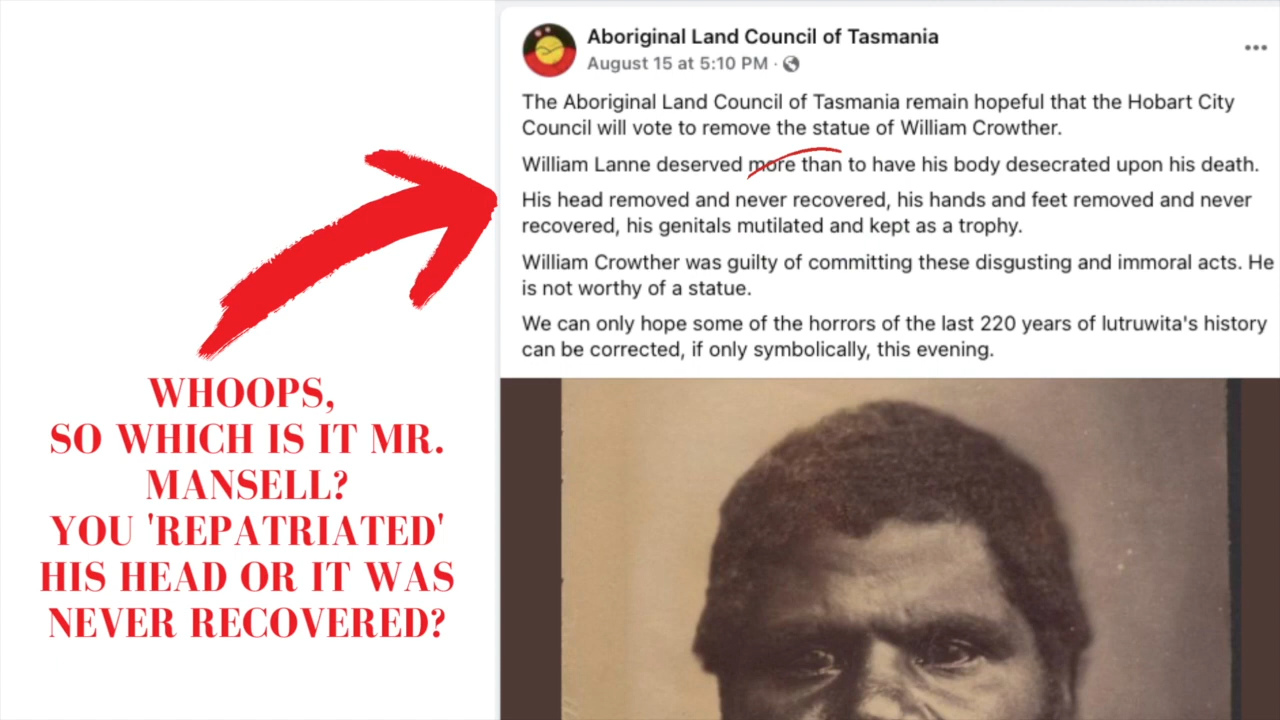 Aboriginal Land Council of Tasmania
August 15 at 5:10 PM ·
The Aboriginal Land Council of Tasmania remain hopeful that the Hobart City
Council will vote to remove the statue of William Crowther.
William Lanne deserved more than to have his body desecrated upon his death.
His head removed and never recovered, his hands and feet removed and never
recovered, his genitals mutilated and kept as a trophy.
William Crowther was guilty of committing these disgusting and immoral acts. He
is not worthy of a statue.
We can only hope some of the horrors of the last 220 years of lutruwita's history
can be corrected, if only symbolically, this evening.
WHOOPS,
SO WHICH IS IT MR.
MANSELL?
YOU 'REPATRIATED'
HIS HEAD OR IT WAS
NEVER RECOVERED?